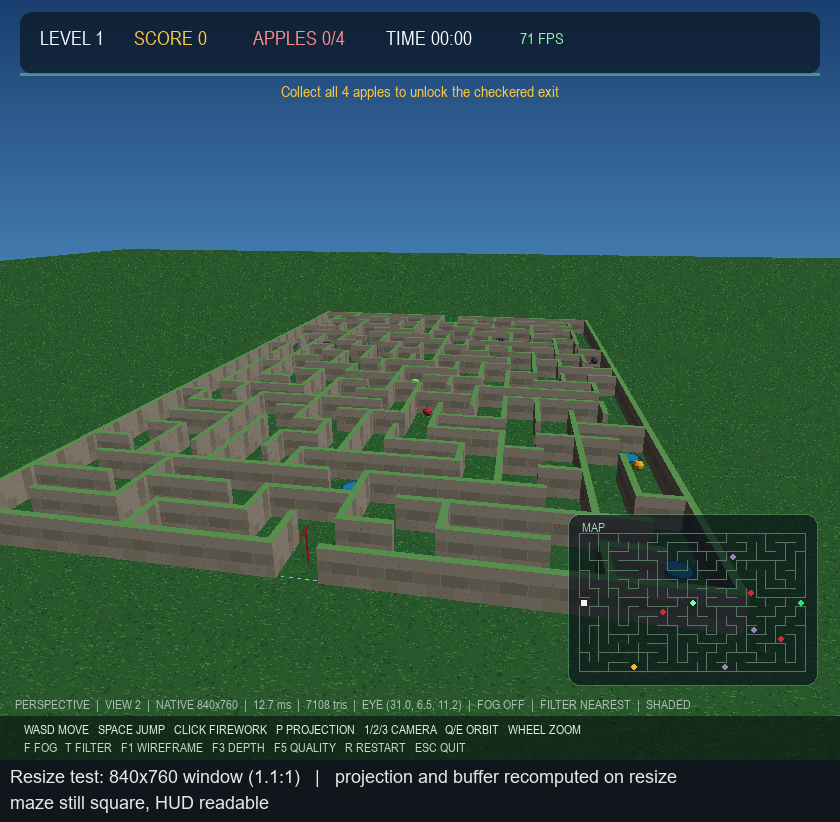 LEVEL 1 SCORE 0 APPLES 0/4 TIME 00:00 71 FPS
Collect all 4 apples to unlock the checkered exit
MAP
PERSPECTIVE | VIEW 2 | NATIVE 840x760 | 12.7 ms | 7108 tris | EYE (31.0, 6.5, 11.2) | FOG OFF | FILTER NEAREST | SHADED
WASD MOVE SPACE JUMP CLICK FIREWORK P PROJECTION 1/2/3 CAMERA Q/E ORBIT WHEEL ZOOM
F FOG T FILTER F1 WIREFRAME F3 DEPTH F5 QUALITY R RESTART ESC QUIT
Resize test: 840x760 window (1.1:1) | projection and buffer recomputed on resize
maze still square, HUD readable